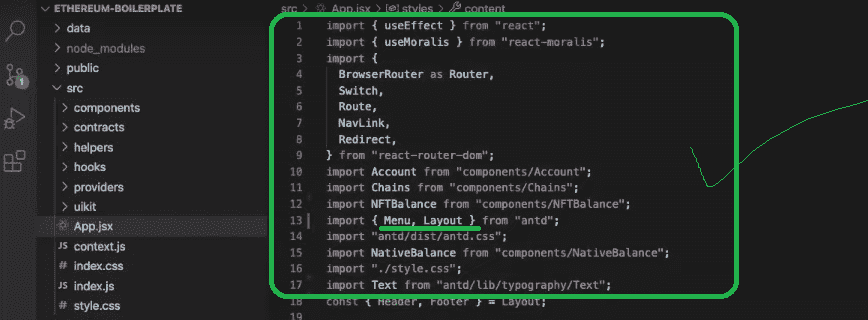 ETHEREUM-BOILERPLATE
data
node_modules
public
src
components
contracts
helpers
hooks
providers
uikit
App.jsx
JS context.js
# index.css
JS index.js
# style.css
1
src > App.jsx > styles > content
1 import { useEffect } from "react";
2 import { useMoralis } from "react-moralis";
3 import {
4 BrowserRouter as Router,
5 Switch,
6 Route,
7 NavLink,
8 Redirect,
9 } from "react-router-dom";
10 import Account from "components/Account";
11 import Chains from "components/Chains";
12 import NFTBalance from "components/NFTBalance";
13 import { Menu, Layout } from "antd";
14 import "antd/dist/antd.css";
15 import NativeBalance from "components/NativeBalance";
16 import "./style.css";
17 import Text from "antd/lib/typography/Text";
18 const { Header, Footer } = Layout;
19